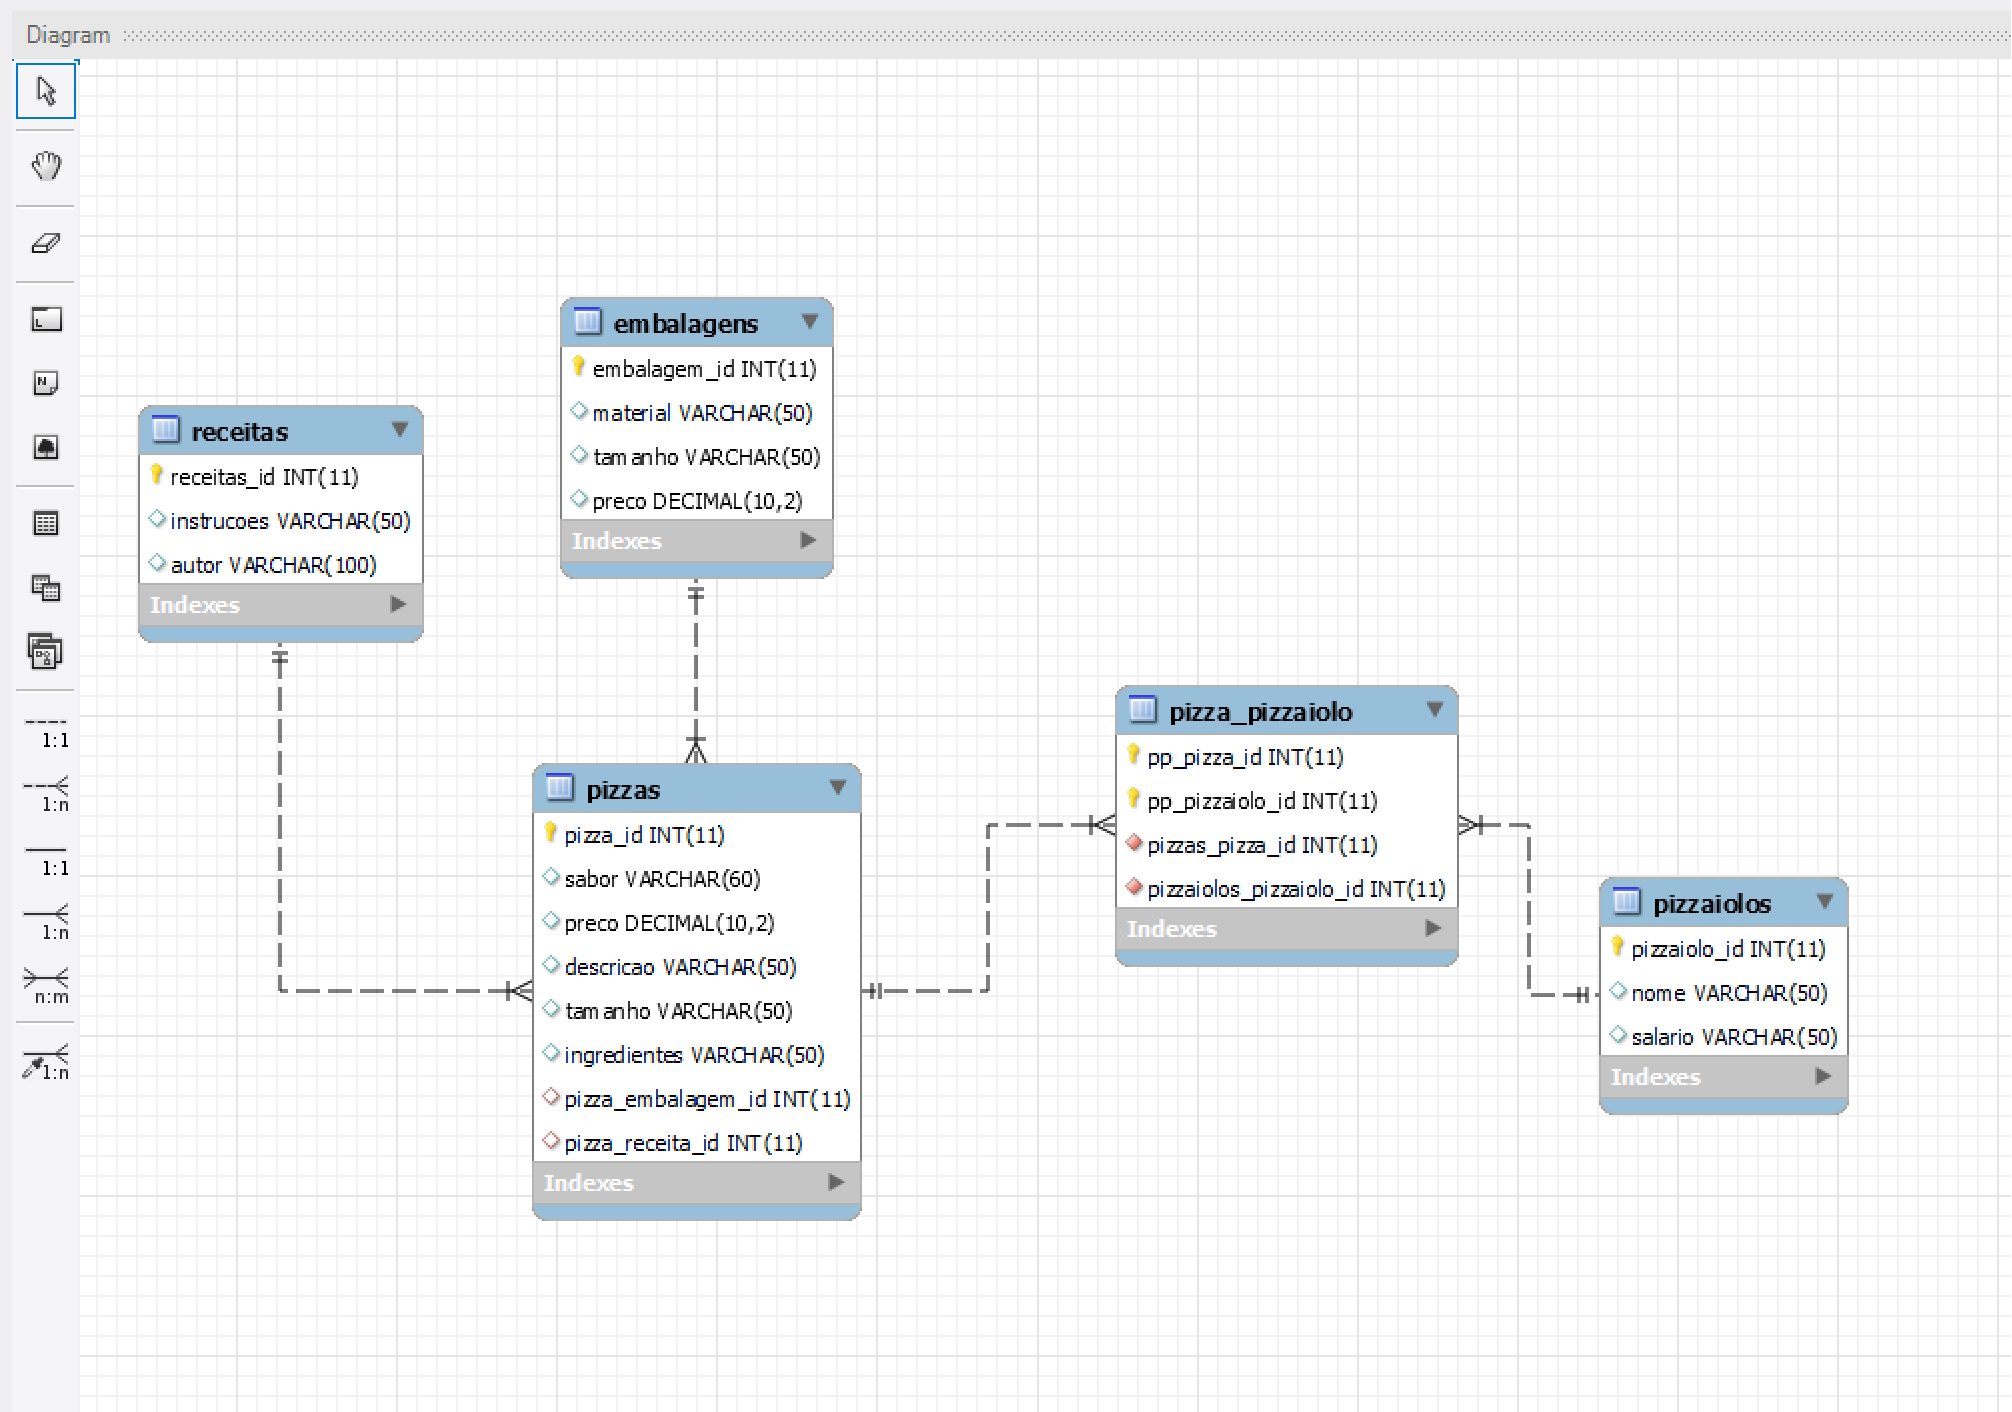 Diagram
1:1
1:n
1:1
1:n
n:m
1:n
receitas
receitas_id INT(11)
instrucoes VARCHAR(50)
autor VARCHAR(100)
Indexes
embalagens
embalagem_id INT(11)
material VARCHAR(50)
tamanho VARCHAR(50)
preco DECIMAL(10,2)
Indexes
pizzas
pizza_id INT(11)
sabor VARCHAR(60)
preco DECIMAL(10,2)
descricao VARCHAR(50)
tamanho VARCHAR(50)
ingredientes VARCHAR(50)
pizza_embalagem_id INT(11)
pizza_receita_id INT(11)
Indexes
pizza_pizzaiolo
pp_pizza_id INT(11)
pp_pizzaiolo_id INT(11)
pizzas_pizza_id INT(11)
pizzaiolos_pizzaiolo_id INT(11)
Indexes
pizzaiolos
pizzaiolo_id INT(11)
nome VARCHAR(50)
salario VARCHAR(50)
Indexes